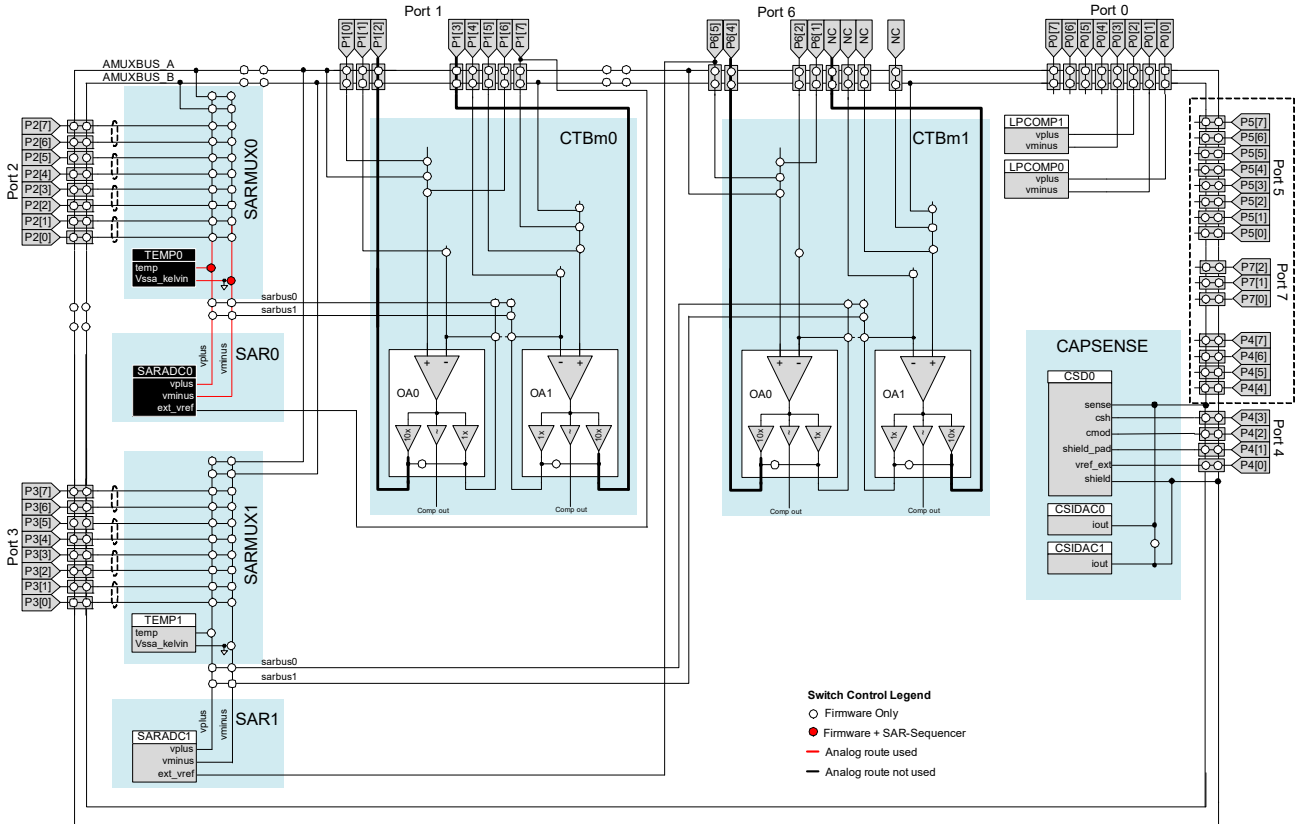 Port 1
Port 6
Port 0
P1[0]
P1[1]
P1[2]
P1[3]
P1[4]
P1[5]
P1[6]
P1[7]
P6[5]
P6[4]
P6[2]
P6[1]
NC
NC
NC
NC
P0[7]
P0[6]
P0[5]
P0[4]
P0[3]
P0[2]
P0[1]
P0[0]
AMUXBUS_A
AMUXBUS_B
Port 2
P2[7]
P2[6]
P2[5]
P2[4]
P2[3]
P2[2]
P2[1]
P2[0]
SARMUX0
TEMP0
temp
Vssa_kelvin
sarbus0
sarbus1
vplus
vminus
SAR0
SARADC0
vplus
vminus
ext_vref
CTBm0
+
-
-
+
OA0
OA1
10x
~
1x
1x
~
10x
Comp out
Comp out
CTBm1
+
-
-
+
OA0
OA1
10x
~
1x
1x
~
10x
Comp out
Comp out
LPCOMP1
vplus
vminus
LPCOMP0
vplus
vminus
P5[7]
P5[6]
P5[5]
P5[4]
P5[3]
P5[2]
P5[1]
P5[0]
Port 5
P7[2]
P7[1]
P7[0]
Port 7
P4[7]
P4[6]
P4[5]
P4[4]
P4[3]
P4[2]
P4[1]
P4[0]
Port 4
CAPSENSE
CSD0
sense
csh
cmod
shield_pad
vref_ext
shield
CSIDAC0
iout
CSIDAC1
iout
Port 3
P3[7]
P3[6]
P3[5]
P3[4]
P3[3]
P3[2]
P3[1]
P3[0]
SARMUX1
TEMP1
temp
Vssa_kelvin
sarbus0
sarbus1
vplus
vminus
SAR1
SARADC1
vplus
vminus
ext_vref
Switch Control Legend
Firmware Only
Firmware + SAR-Sequencer
Analog route used
Analog route not used